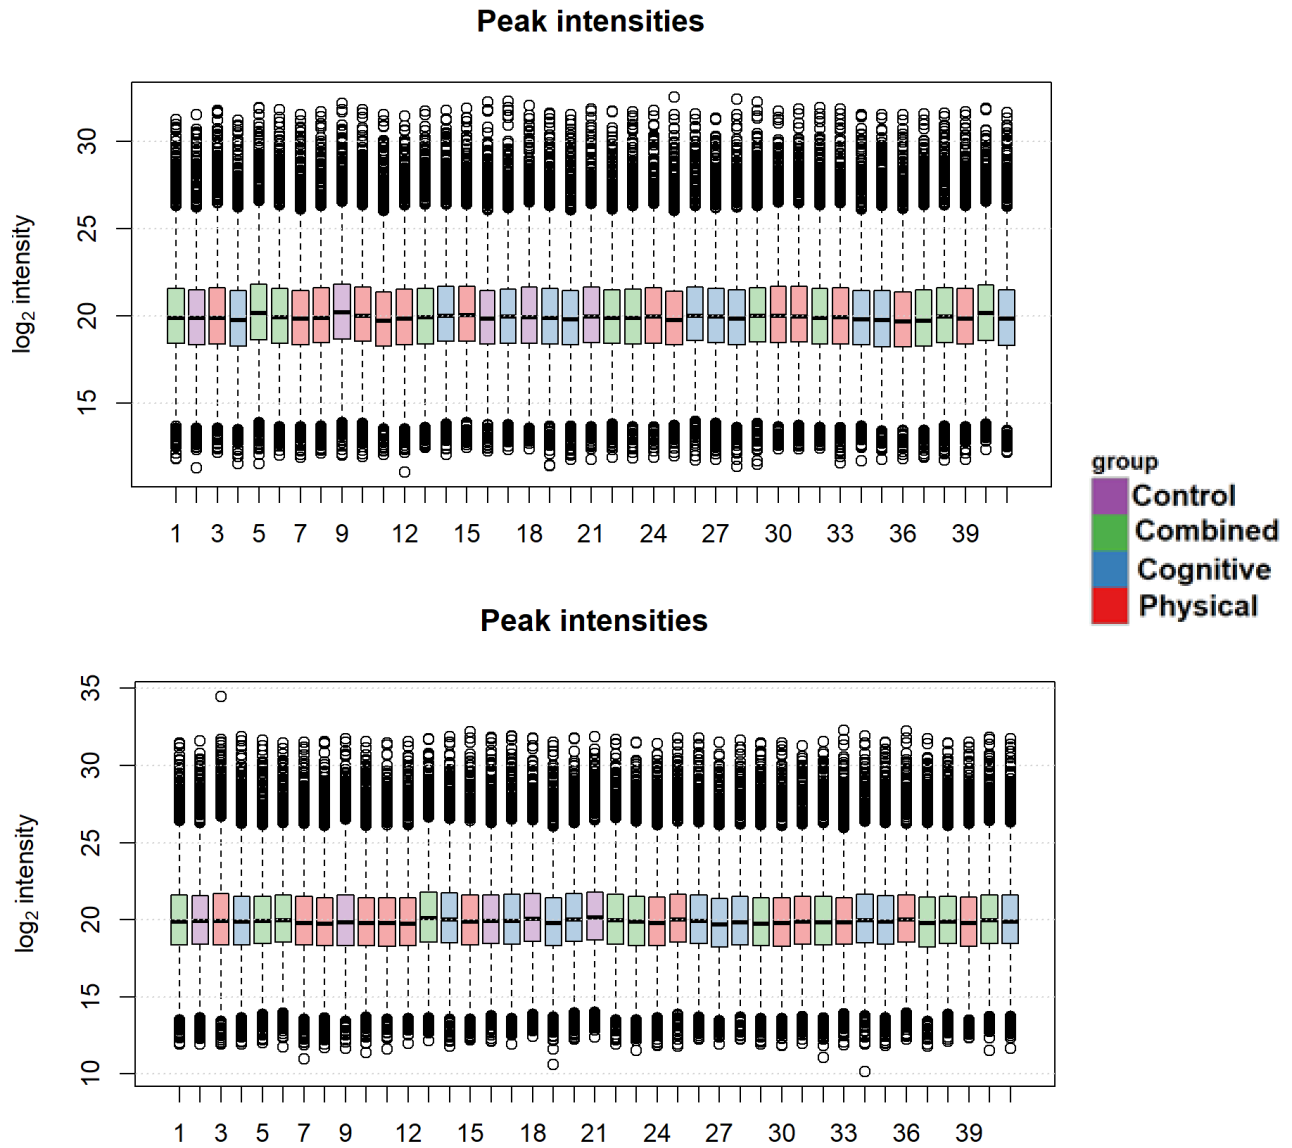 Peak intensities
log₂ intensity
30
25
20
15
1 3 5 7 9 12 15 18 21 24 27 30 33 36 39
group
Control
Combined
Cognitive
Physical
Peak intensities
log₂ intensity
35
30
25
20
15
10
1 3 5 7 9 12 15 18 21 24 27 30 33 36 39